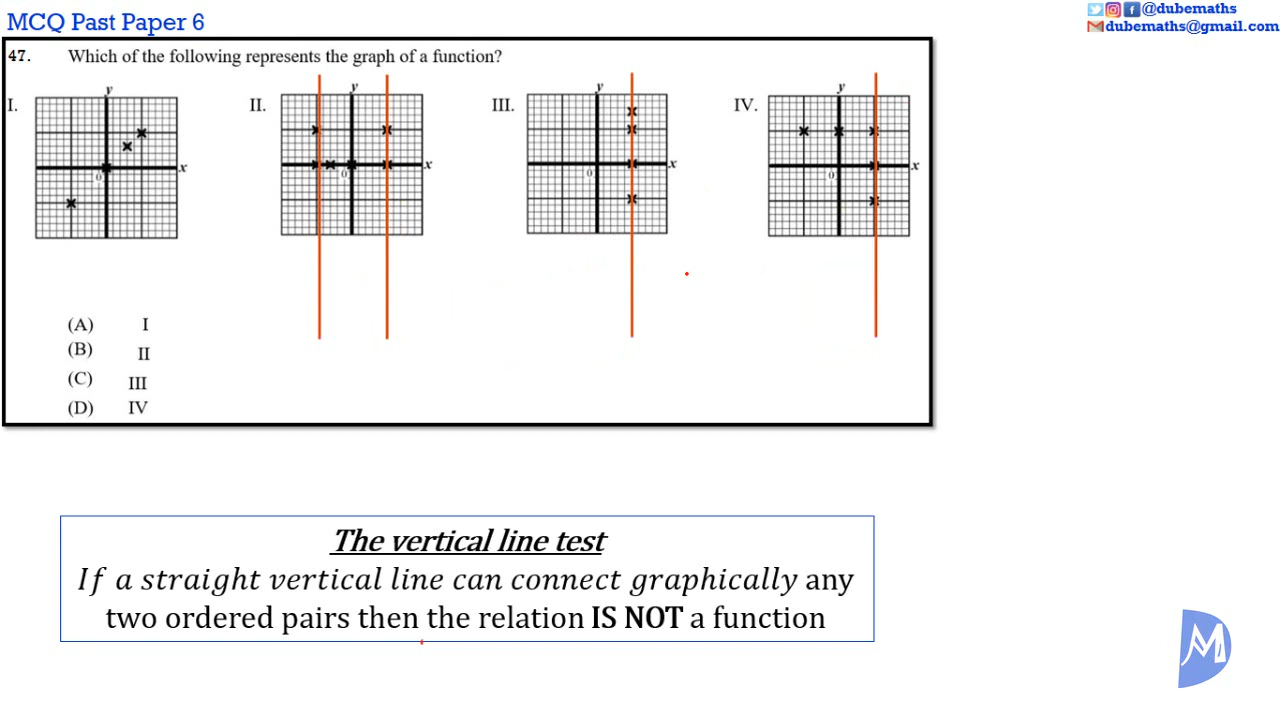 MCQ Past Paper 6
@dubemaths
dubemaths@gmail.com
47. Which of the following represents the graph of a function?
I. y x 0
II. y x 0
III. y x 0
IV. y x 0
(A) I
(B) II
(C) III
(D) IV
The vertical line test
If a straight vertical line can connect graphically any
two ordered pairs then the relation IS NOT a function